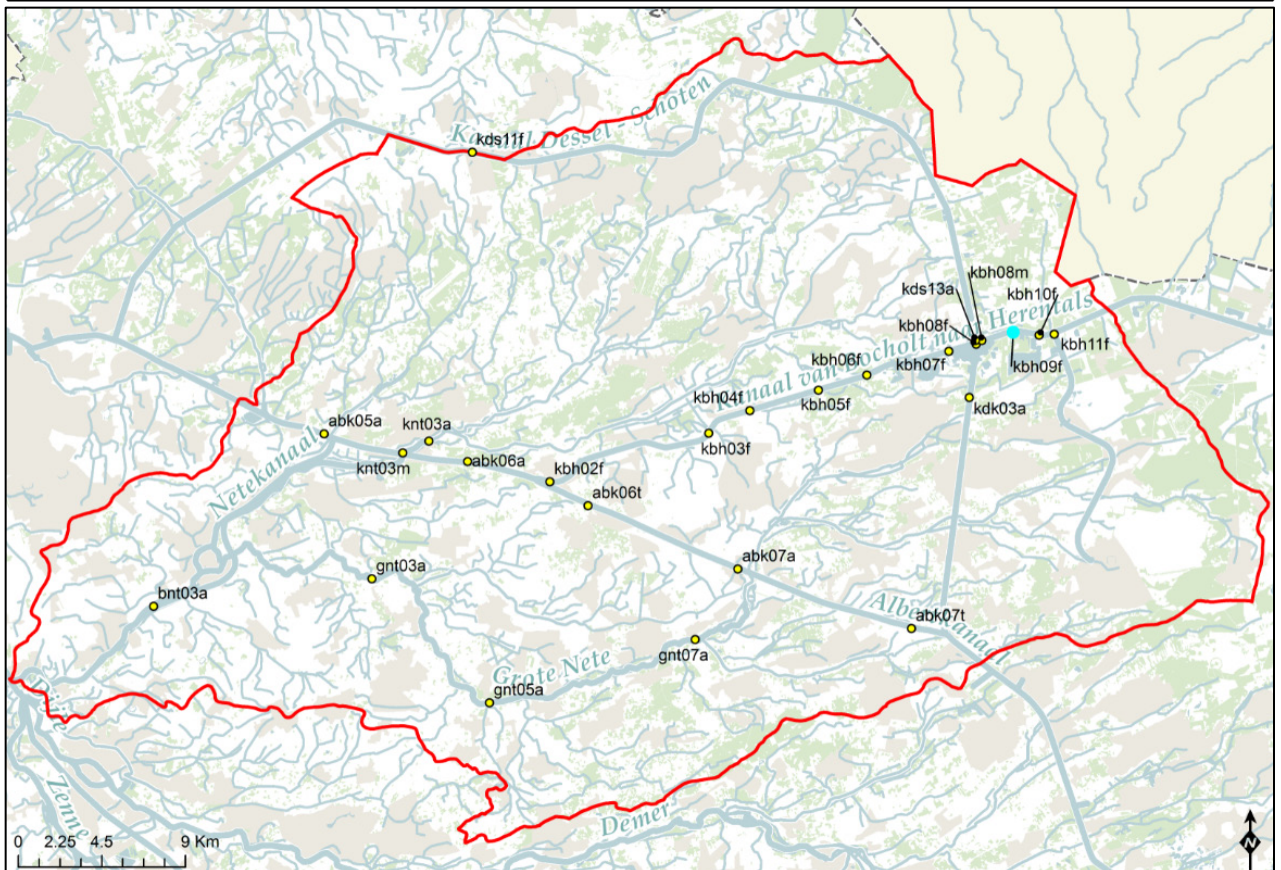 Kanaal Dessel - Schoten
kds11f
kbh08m
kds13a
kbh10f
kbh08f
Kanaal van Bocholt naar Herentals
kbh11f
kbh07f
kbh09f
kbh06f
kbh05f
kdk03a
kbh04f
kbh03f
abk05a
knt03a
knt03m
abk06a
kbh02f
Netekanaal
abk06t
abk07a
gnt03a
bnt03a
Albertkanaal
abk07t
gnt07a
Grote Nete
gnt05a
Dijle
Zenne
Demer
0 2.25 4.5 9 Km
N